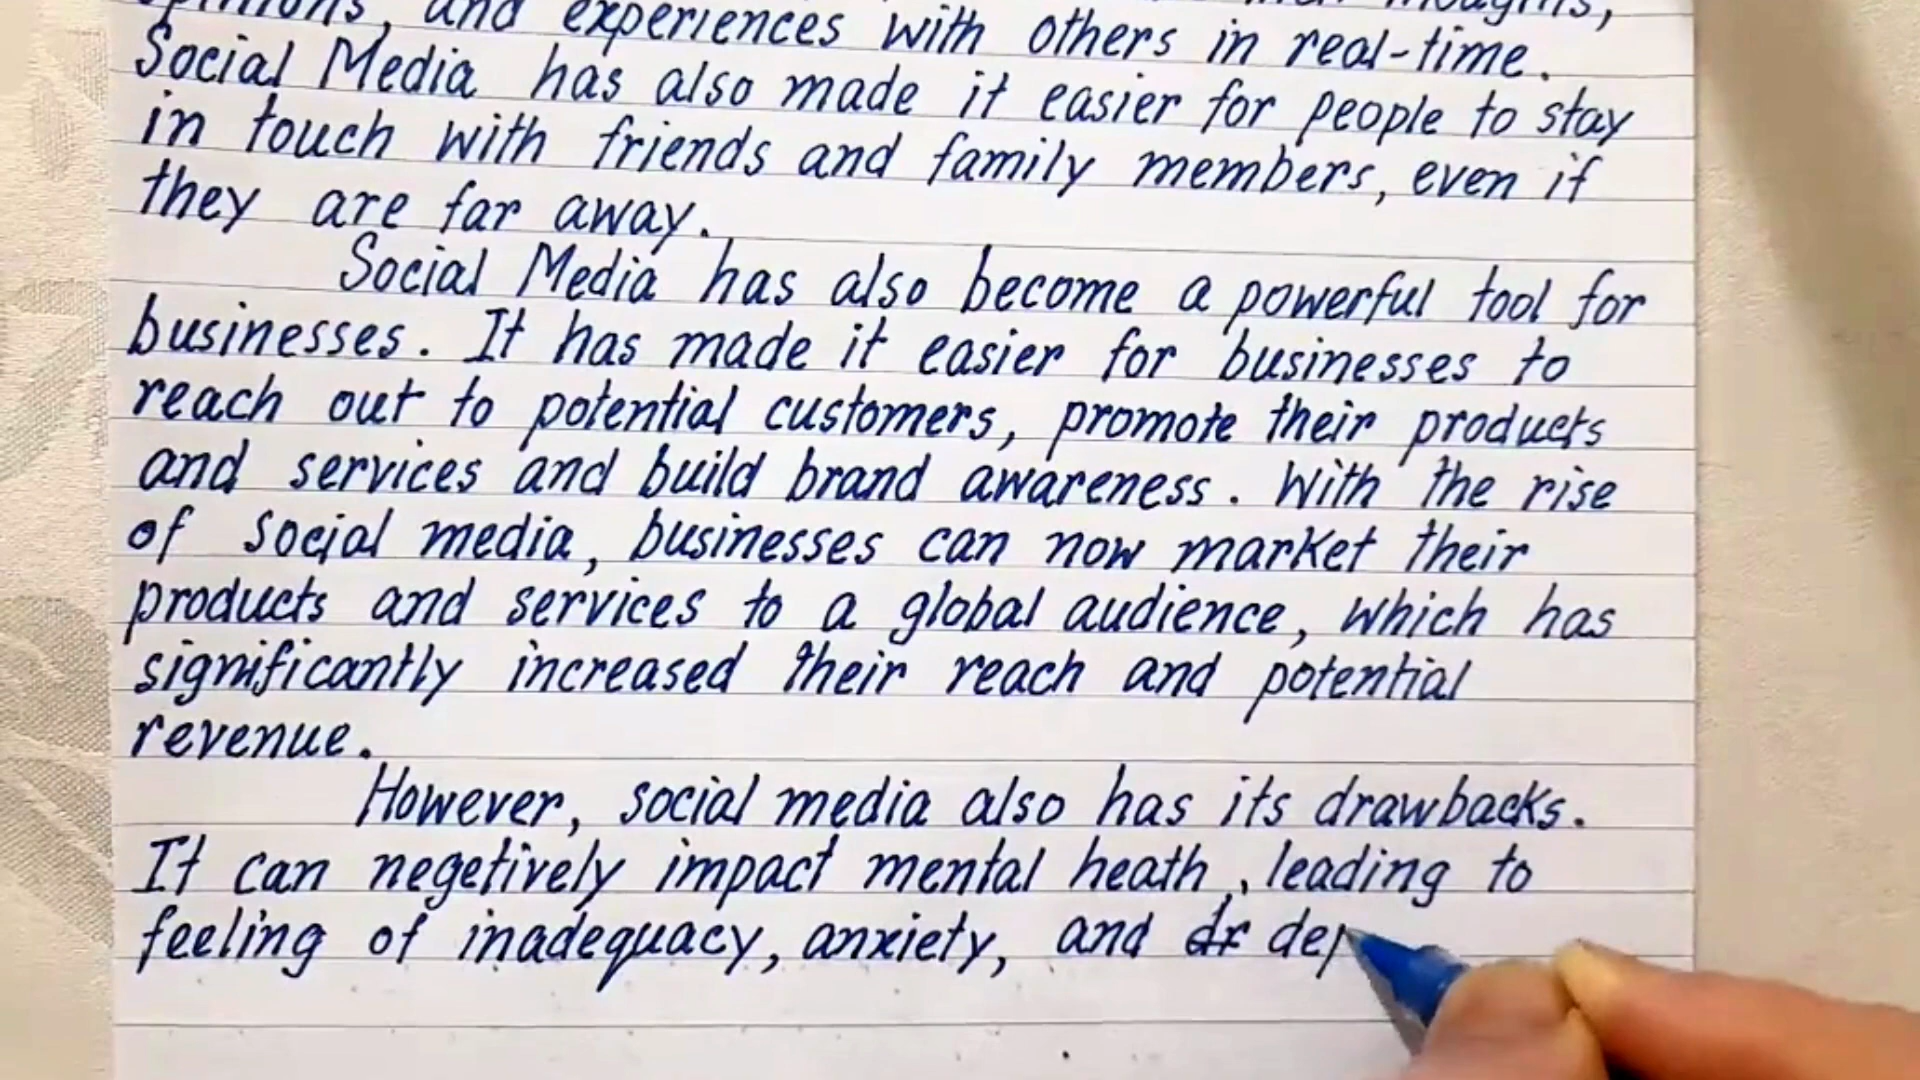 and experiences with others in real-time.
Social Media has also made it easier for people to stay
in touch with friends and family members, even if
they are far away.
Social Media has also become a powerful tool for
businesses. It has made it easier for businesses to
reach out to potential customers, promote their products
and services and build brand awareness. With the rise
of social media, businesses can now market their
products and services to a global audience, which has
significantly increased their reach and potential
revenue.
However, social media also has its drawbacks.
It can negetively impact mental heath, leading to
feeling of inadequacy, anxiety, and dep